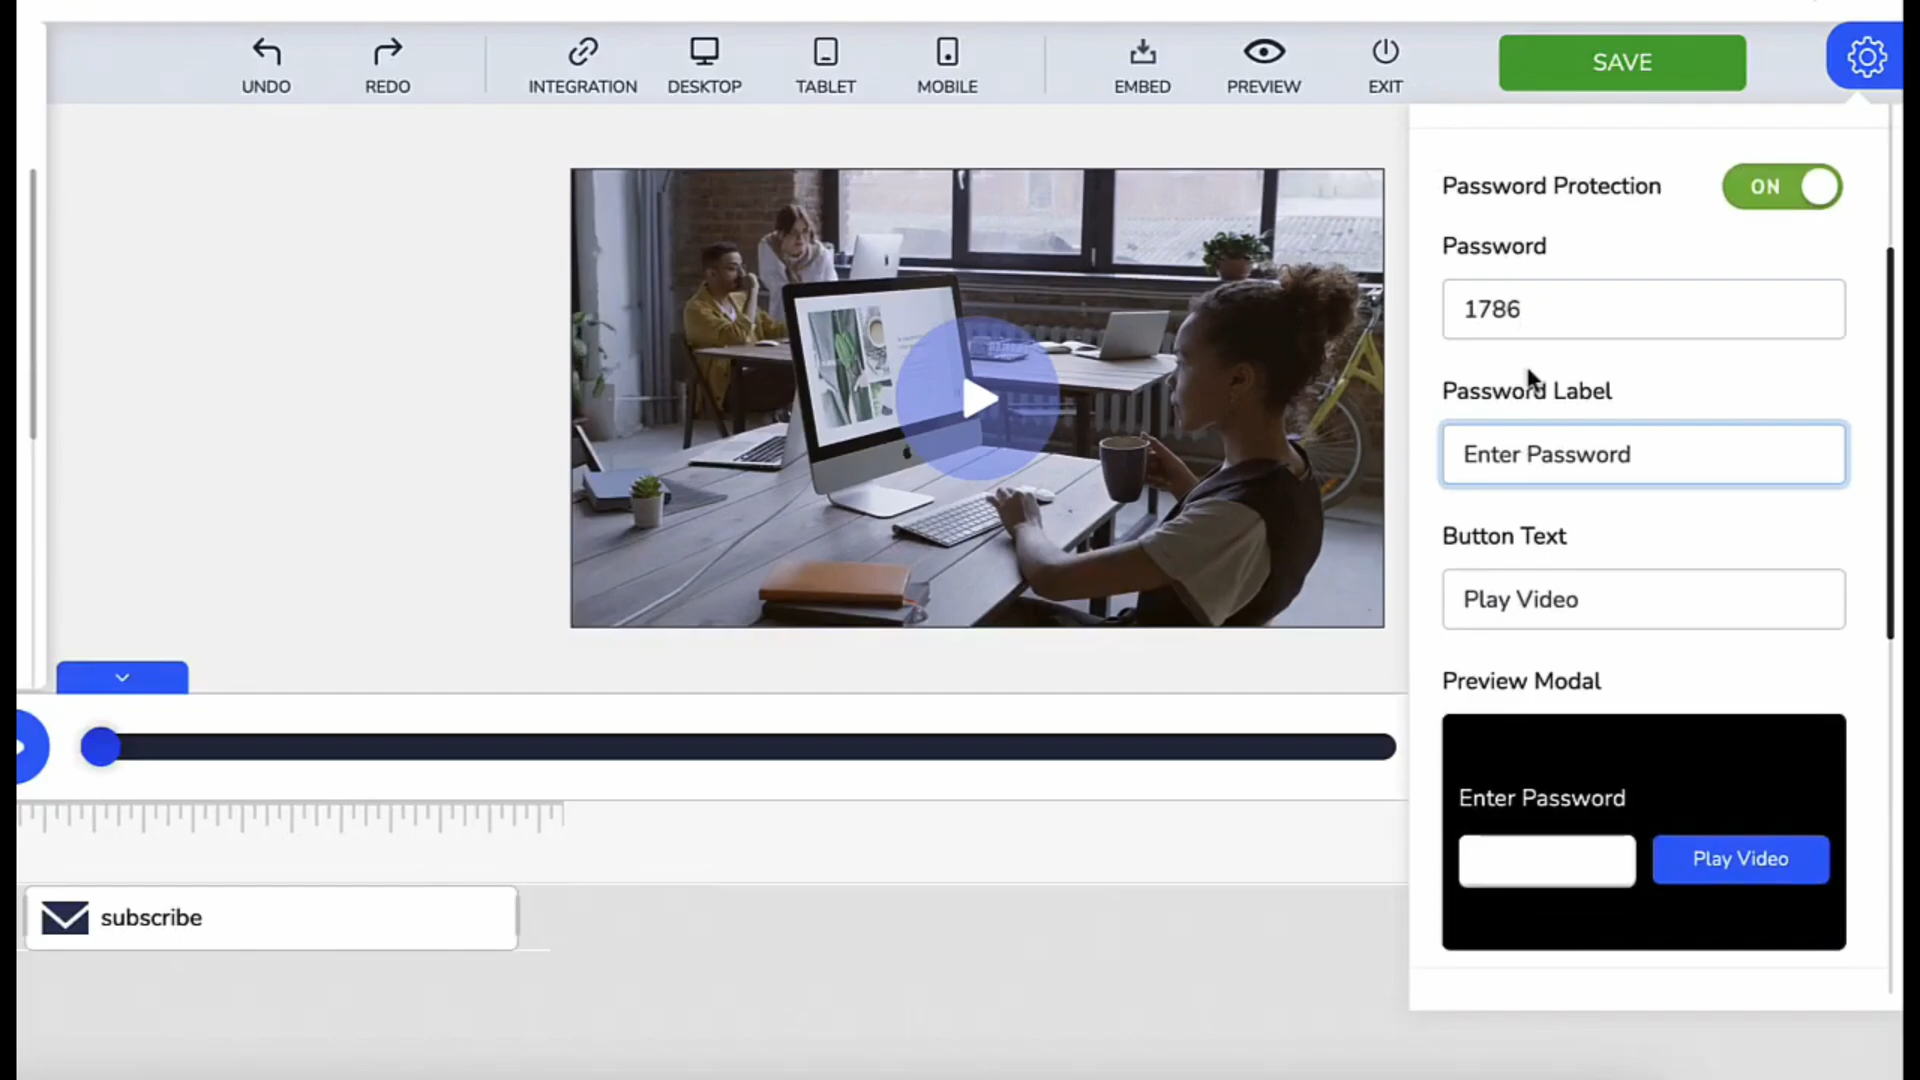 UNDO
REDO
INTEGRATION
DESKTOP
TABLET
MOBILE
EMBED
PREVIEW
EXIT
SAVE
Password Protection
ON
Password
1786
Password Label
Enter Password
Button Text
Play Video
Preview Modal
Enter Password
Play Video
subscribe